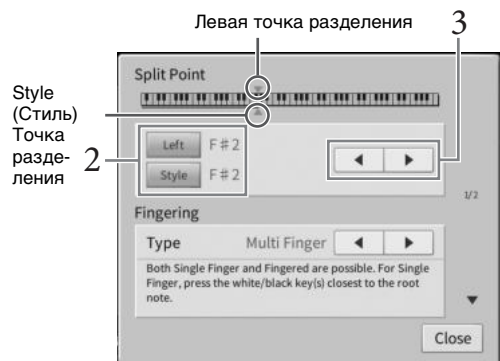 Левая точка разделения
3
Split Point
Style
(Стиль)
Точка
разде-
ления
2
Left F#2
Style F#2
1/2
Fingering
Type Multi Finger
Both Single Finger and Fingered are possible. For Single
Finger, press the white/black key(s) closest to the root
note.
Close